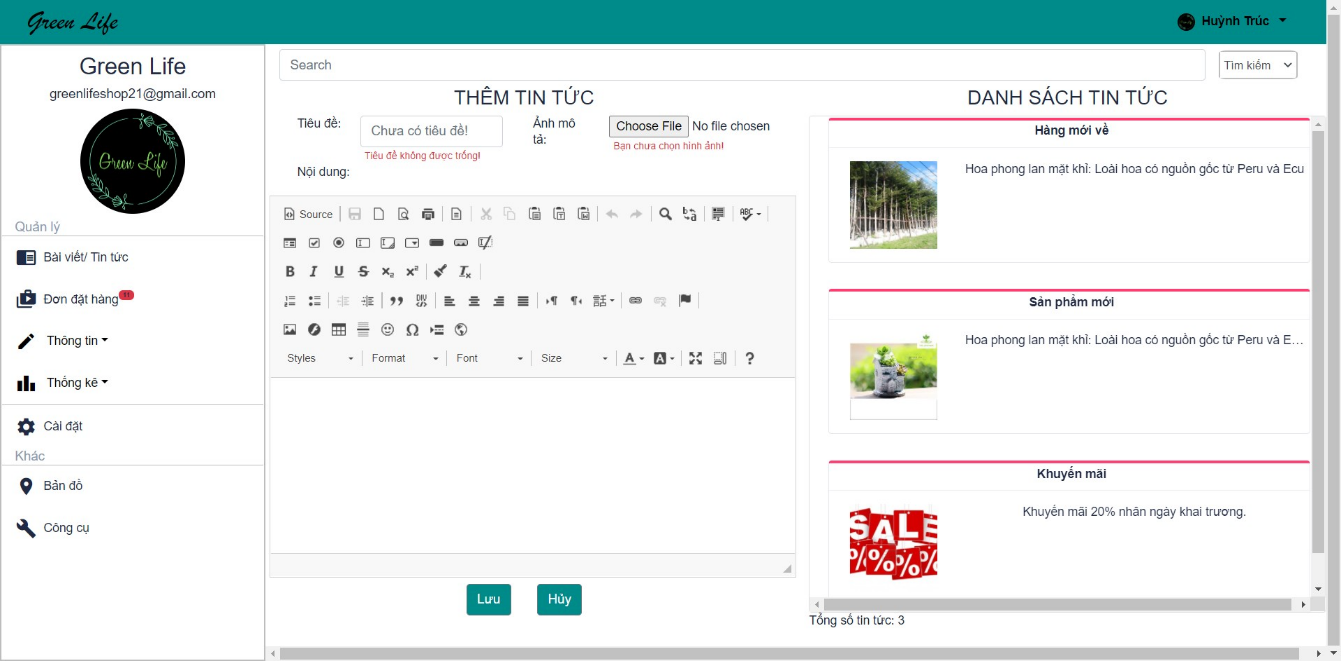 Green Life
Huỳnh Trúc
Green Life
greenlifeshop21@gmail.com
Green Life
Quản lý
Bài viết/ Tin tức
Đơn đặt hàng
Thông tin
Thống kê
Cài đặt
Khác
Bản đồ
Công cụ
Search
Tìm kiếm
THÊM TIN TỨC
Tiêu đề:
Chưa có tiêu đề!
Tiêu đề không được trống!
Ảnh mô
tả:
Choose File No file chosen
Bạn chưa chọn hình ảnh!
Nội dung:
Source
Styles Format Font Size
Lưu
Hủy
DANH SÁCH TIN TỨC
Hàng mới về
Hoa phong lan mặt khỉ: Loài hoa có nguồn gốc từ Peru và Ecu
Sản phẩm mới
Hoa phong lan mặt khỉ: Loài hoa có nguồn gốc từ Peru và E...
Khuyến mãi
SALE
%%%%
Khuyến mãi 20% nhân ngày khai trương.
Tổng số tin tức: 3